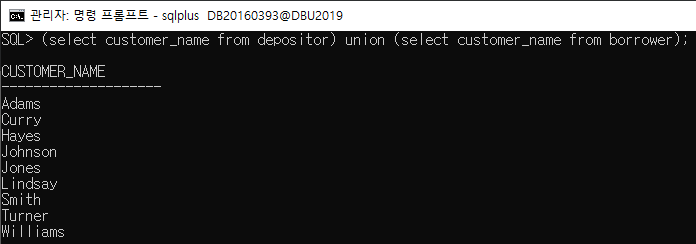 관리자: 명령 프롬프트 - sqlplus  DB20160393@DBU2019
SQL> (select customer_name from depositor) union (select customer_name from borrower);
CUSTOMER_NAME
--------------------
Adams
Curry
Hayes
Johnson
Jones
Lindsay
Smith
Turner
Williams